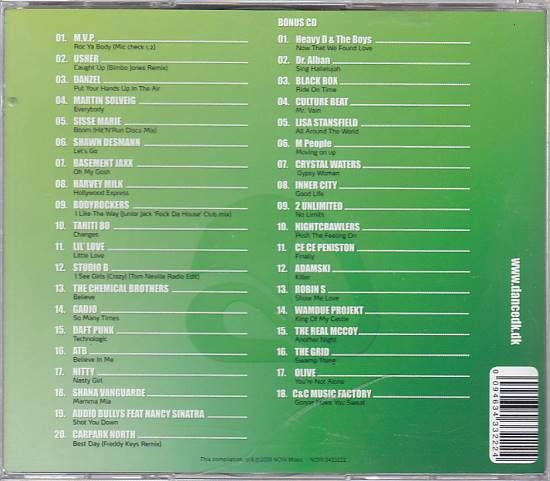 01. M.V.P.
Roc Ya Body (Mic check 1,2)
02. USHER
Caught Up (Bimbo Jones Remix)
03. DANZEL
Put Your Hands Up In The Air
04. MARTIN SOLVEIG
Everybody
05. SISSE MARIE
Boom (Hit'N'Run Disco Mix)
06. SHAWN DESMANN
Let's Go
07. BASEMENT JAXX
Oh My Gosh
08. HARVEY MILK
Hollywood Express
09. BODYROCKERS
I Like The Way (Junior Jack 'Rock Da House' Club mix)
10. TAHITI 80
Changes
11. LIL' LOVE
Little Love
12. STUDIO B
I See Girls (Crazy) (Tom Neville Radio Edit)
13. THE CHEMICAL BROTHERS
Believe
14. GADJO
So Many Times
15. DAFT PUNK
Technologic
16. ATB
Believe In Me
17. NITTY
Nasty Girl
18. SHANA VANGUARDE
Mamma Mia
19. AUDIO BULLYS FEAT NANCY SINATRA
Shot You Down
20. CARPARK NORTH
Best Day (Freddy Keys Remix)
BONUS CD
01. Heavy D & The Boys
Now That We Found Love
02. Dr. Alban
Sing Hallelujah
03. BLACK BOX
Ride On Time
04. CULTURE BEAT
Mr. Vain
05. LISA STANSFIELD
All Around The World
06. M People
Moving on up
07. CRYSTAL WATERS
Gypsy Woman
08. INNER CITY
Good Life
09. 2 UNLIMITED
No Limits
10. NIGHTCRAWLERS
Push The Feeling On
11. CE CE PENISTON
Finally
12. ADAMSKI
Killer
13. ROBIN S
Show Me Love
14. WAMDUE PROJEKT
King Of My Castle
15. THE REAL MCCOY
Another Night
16. THE GRID
Swamp Thing
17. OLIVE
You're Not Alone
18. C&C MUSIC FACTORY
Gonna Make You Sweat
www.dancedk.dk
0 094634 332224
This compilation p & © 2005 NOW Music NOW 3433222